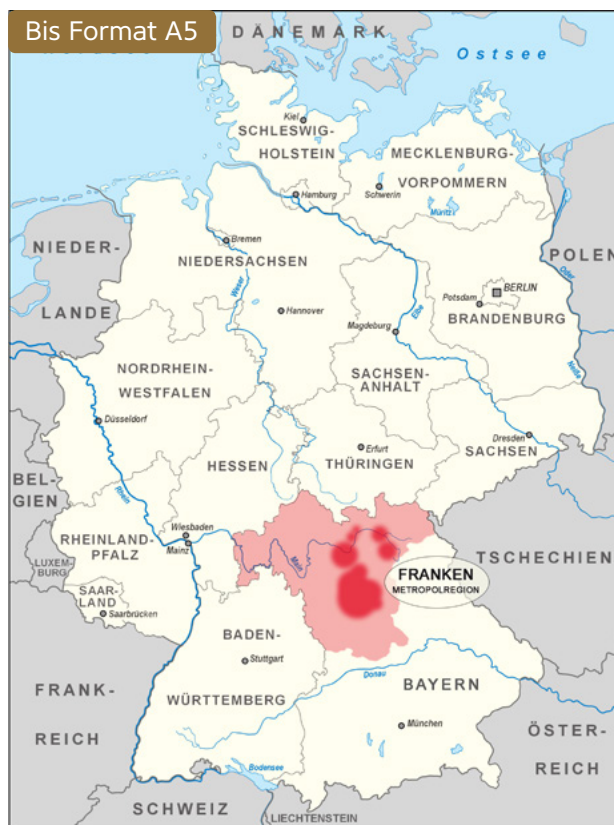 Bis Format A5
DÄNEMARK
Ostsee
Kiel
SCHLESWIG-
HOLSTEIN
MECKLENBURG-
VORPOMMERN
Hamburg
Schwerin
Müritz
NIEDER-
LANDE
Bremen
NIEDERSACHSEN
Weser
Hannover
Elbe
POLEN
Oder
BERLIN
Potsdam
BRANDENBURG
Magdeburg
SACHSEN-
ANHALT
Neiße
NORDRHEIN-
WESTFALEN
Düsseldorf
HESSEN
Erfurt
THÜRINGEN
Dresden
SACHSEN
BEL-
GIEN
Rhein
Wiesbaden
Mainz
RHEINLAND-
PFALZ
LUXEM-
BURG
SAAR-
LAND
Saarbrücken
Main
FRANKEN
METROPOLREGION
TSCHECHIEN
BADEN-
Stuttgart
WÜRTTEMBERG
Donau
BAYERN
München
FRANK-
REICH
Bodensee
ÖSTER-
REICH
SCHWEIZ
LIECHTENSTEIN